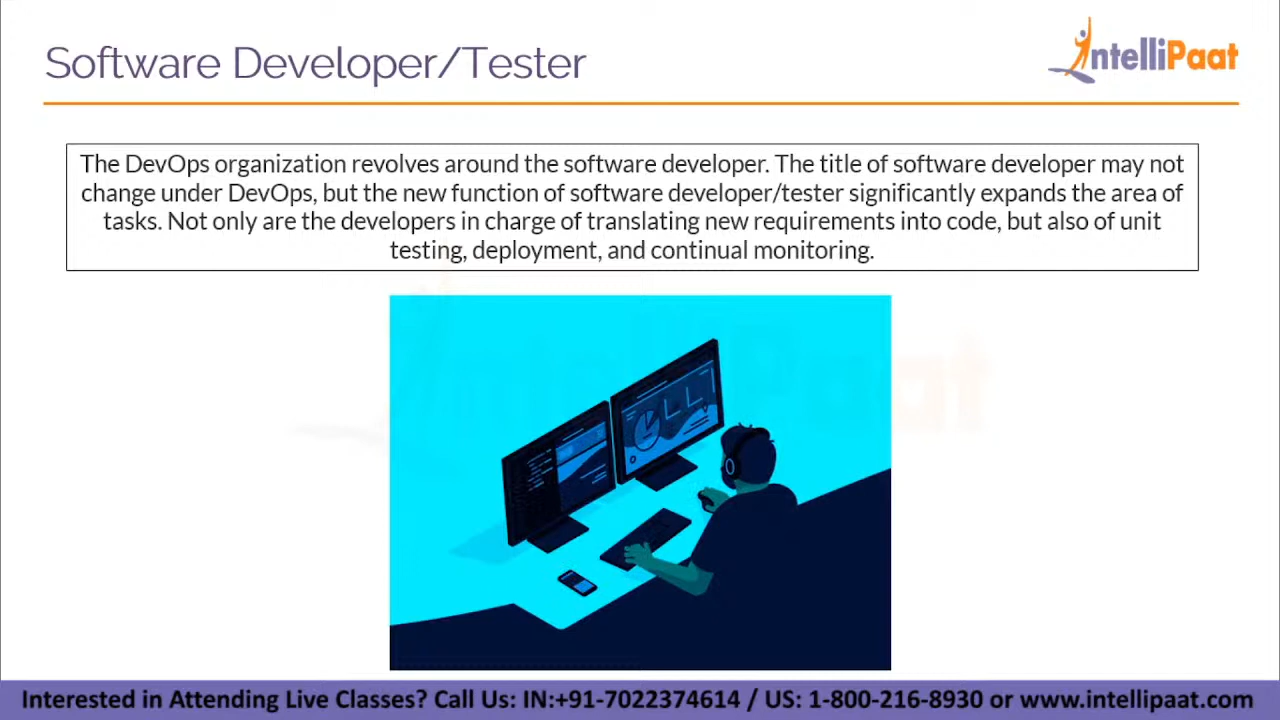 Software Developer/Tester
IntelliPaat
The DevOps organization revolves around the software developer. The title of software developer may not
change under DevOps, but the new function of software developer/tester significantly expands the area of
tasks. Not only are the developers in charge of translating new requirements into code, but also of unit
testing, deployment, and continual monitoring.
Interested in Attending Live Classes? Call Us: IN:+91-7022374614 / US: 1-800-216-8930 or www.intellipaat.com